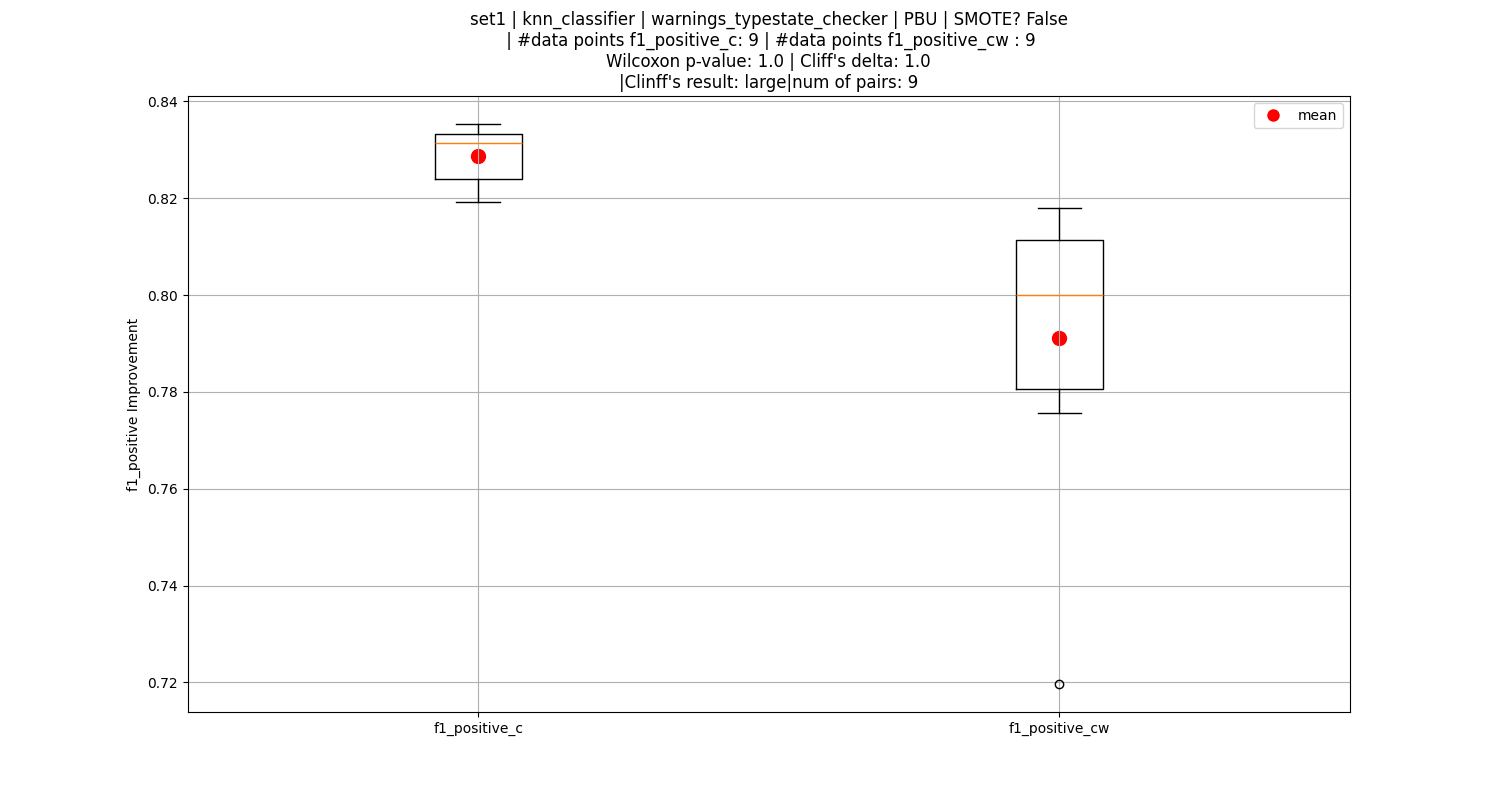 set1 | knn_classifier | warnings_typestate_checker | PBU | SMOTE? False
| #data points f1_positive_c: 9 | #data points f1_positive_cw : 9
Wilcoxon p-value: 1.0 | Cliff's delta: 1.0
|Clinff's result: large|num of pairs: 9
mean
0.84
0.82
0.80
0.78
0.76
0.74
0.72
f1_positive Improvement
f1_positive_c
f1_positive_cw